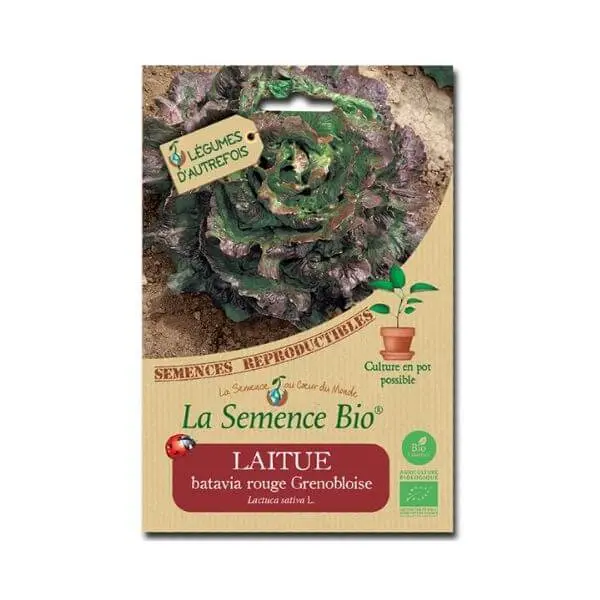 LÉGUMES
D'AUTREFOIS
SEMENCES REPRODUCTIBLES
Culture en pot
possible
La Semence au Cœur du Monde
La Semence Bio®
LAITUE
batavia rouge Grenobloise
Lactuca sativa L.
Bio
AGRICULTURE
BIOLOGIQUE